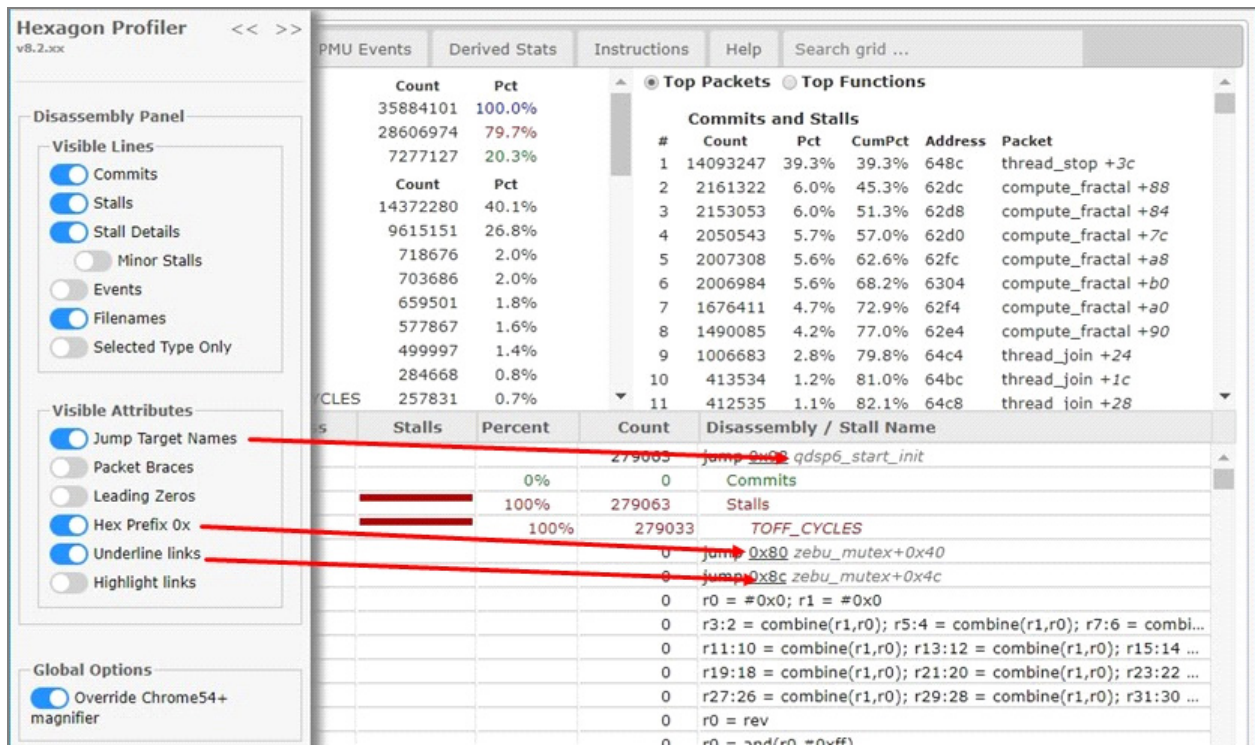 Hexagon Profiler << >>
v8.2.xx
Disassembly Panel
Visible Lines
Commits
Stalls
Stall Details
Minor Stalls
Events
Filenames
Selected Type Only
Visible Attributes
Jump Target Names
Packet Braces
Leading Zeros
Hex Prefix 0x
Underline links
Highlight links
Global Options
Override Chrome54+
magnifier
PMU Events Derived Stats Instructions Help Search grid ...
Count Pct
35884101 100.0%
28606974 79.7%
7277127 20.3%
Count Pct
14372280 40.1%
9615151 26.8%
718676 2.0%
703686 2.0%
659501 1.8%
577867 1.6%
499997 1.4%
284668 0.8%
YCLES 257831 0.7%
Top Packets Top Functions
Commits and Stalls
# Count Pct CumPct Address Packet
1 14093247 39.3% 39.3% 648c thread_stop +3c
2 2161322 6.0% 45.3% 62dc compute_fractal +88
3 2153053 6.0% 51.3% 62d8 compute_fractal +84
4 2050543 5.7% 57.0% 62d0 compute_fractal +7c
5 2007308 5.6% 62.6% 62fc compute_fractal +a8
6 2006984 5.6% 68.2% 6304 compute_fractal +b0
7 1676411 4.7% 72.9% 62f4 compute_fractal +a0
8 1490085 4.2% 77.0% 62e4 compute_fractal +90
9 1006683 2.8% 79.8% 64c4 thread_join +24
10 413534 1.2% 81.0% 64bc thread_join +1c
11 412535 1.1% 82.1% 64c8 thread_join +28
s Stalls Percent Count Disassembly / Stall Name
279063 jump qdsp6_start_init
0% 0 Commits
100% 279063 Stalls
100% 279033 TOFF_CYCLES
0 jump 0x80 zebu_mutex+0x40
0 jump 0x8c zebu_mutex+0x4c
0 r0 = #0x0; r1 = #0x0
0 r3:2 = combine(r1,r0); r5:4 = combine(r1,r0); r7:6 = combi...
0 r11:10 = combine(r1,r0); r13:12 = combine(r1,r0); r15:14 ...
0 r19:18 = combine(r1,r0); r21:20 = combine(r1,r0); r23:22 ...
0 r27:26 = combine(r1,r0); r29:28 = combine(r1,r0); r31:30 ...
0 r0 = rev
0 r0 = and(r0,#0xff)